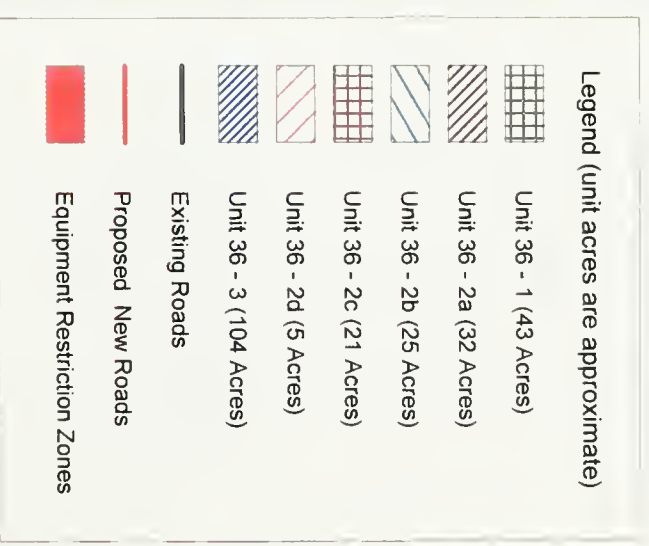 Legend (unit acres are approximate)
Unit 36 - 1 (43 Acres)
Unit 36 - 2a (32 Acres)
Unit 36 - 2b (25 Acres)
Unit 36 - 2c (21 Acres)
Unit 36 - 2d (5 Acres)
Unit 36 - 3 (104 Acres)
Existing Roads
Proposed New Roads
Equipment Restriction Zones